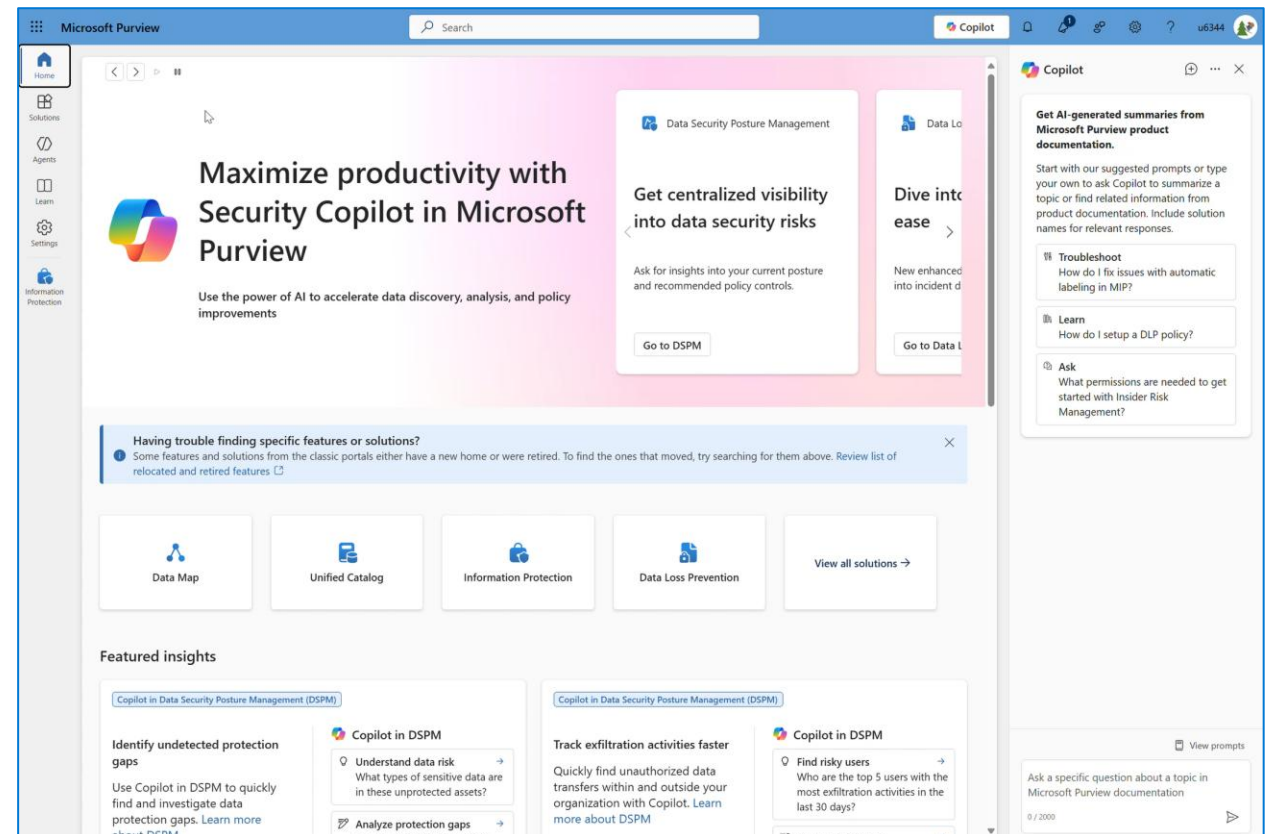 Microsoft Purview
Search
Copilot
1
?
u6344
Home
Solutions
Agents
Learn
Settings
Information
Protection
Maximize productivity with
Security Copilot in Microsoft
Purview
Use the power of AI to accelerate data discovery, analysis, and policy
improvements
Data Security Posture Management
Get centralized visibility
into data security risks
Ask for insights into your current posture
and recommended policy controls.
Go to DSPM
Data Lo
Dive into
ease
New enhanced
into incident d
Go to Data L
Having trouble finding specific features or solutions?
Some features and solutions from the classic portals either have a new home or were retired. To find the ones that moved, try searching for them above. Review list of
relocated and retired features
Data Map
Unified Catalog
Information Protection
Data Loss Prevention
View all solutions →
Featured insights
Copilot in Data Security Posture Management (DSPM)
Identify undetected protection
gaps
Use Copilot in DSPM to quickly
find and investigate data
protection gaps. Learn more
about DSPM
Copilot in DSPM
Understand data risk →
What types of sensitive data are
in these unprotected assets?
Analyze protection gaps →
Copilot in Data Security Posture Management (DSPM)
Track exfiltration activities faster
Quickly find unauthorized data
transfers within and outside your
organization with Copilot. Learn
more about DSPM
Copilot in DSPM
Find risky users →
Who are the top 5 users with the
most exfiltration activities in the
last 30 days?
Copilot
Get AI-generated summaries from
Microsoft Purview product
documentation.
Start with our suggested prompts or type
your own to ask Copilot to summarize a
topic or find related information from
product documentation. Include solution
names for relevant responses.
Troubleshoot
How do I fix issues with automatic
labeling in MIP?
Learn
How do I setup a DLP policy?
Ask
What permissions are needed to get
started with Insider Risk
Management?
View prompts
Ask a specific question about a topic in
Microsoft Purview documentation
0 / 2000